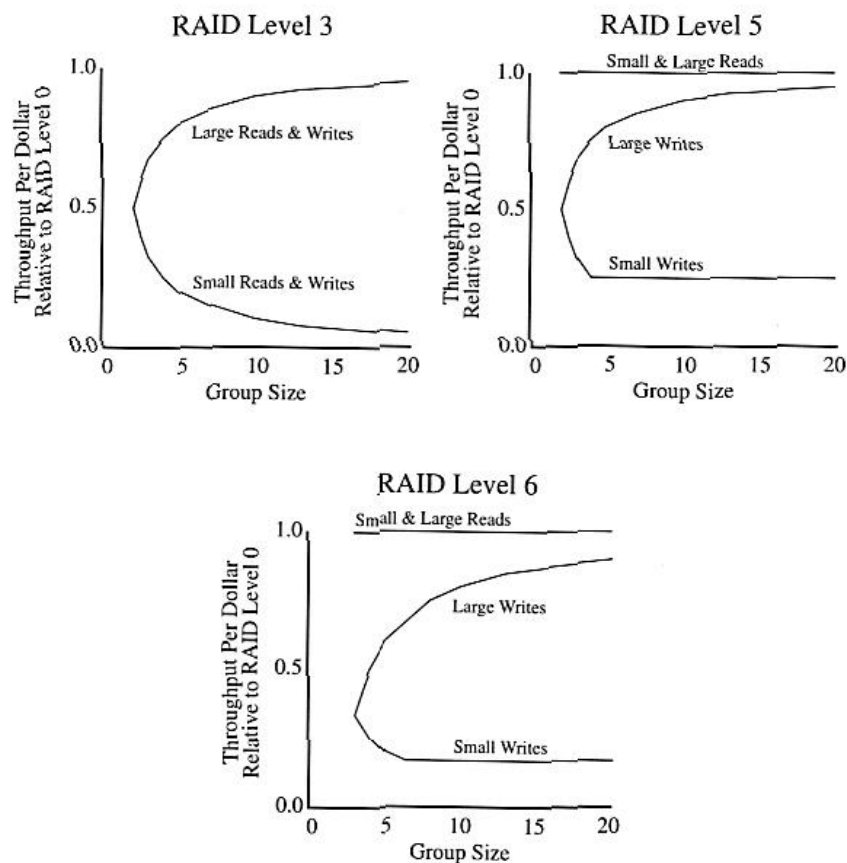 RAID Level 3
Throughput Per Dollar
Relative to RAID Level 0
1.0
0.5
0.0
Large Reads & Writes
Small Reads & Writes
0 5 10 15 20
Group Size
RAID Level 5
Throughput Per Dollar
Relative to RAID Level 0
1.0
0.5
0.0
Small & Large Reads
Large Writes
Small Writes
0 5 10 15 20
Group Size
RAID Level 6
Throughput Per Dollar
Relative to RAID Level 0
1.0
0.5
0.0
Small & Large Reads
Large Writes
Small Writes
0 5 10 15 20
Group Size